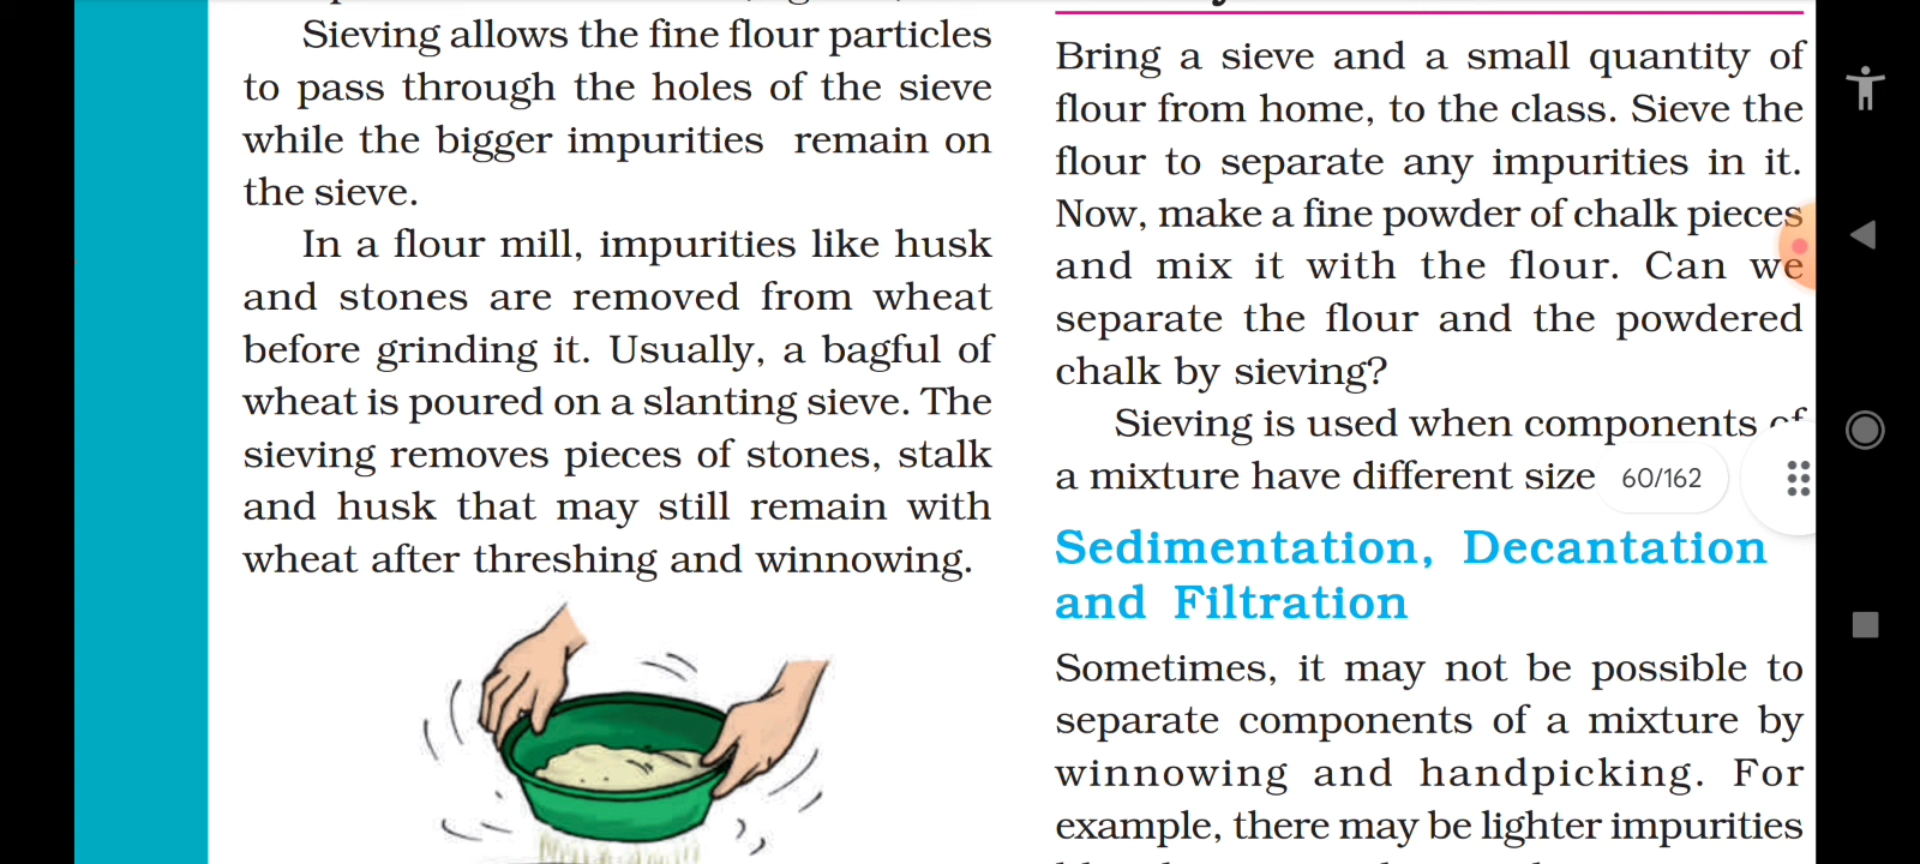 Sieving allows the fine flour particles
to pass through the holes of the sieve
while the bigger impurities remain on
the sieve.
In a flour mill, impurities like husk
and stones are removed from wheat
before grinding it. Usually, a bagful of
wheat is poured on a slanting sieve. The
sieving removes pieces of stones, stalk
and husk that may still remain with
wheat after threshing and winnowing.
Bring a sieve and a small quantity of
flour from home, to the class. Sieve the
flour to separate any impurities in it.
Now, make a fine powder of chalk pieces
and mix it with the flour. Can we
separate the flour and the powdered
chalk by sieving?
Sieving is used when components of
a mixture have different size
60/162
Sedimentation, Decantation
and Filtration
Sometimes, it may not be possible to
separate components of a mixture by
winnowing and handpicking. For
example, there may be lighter impurities